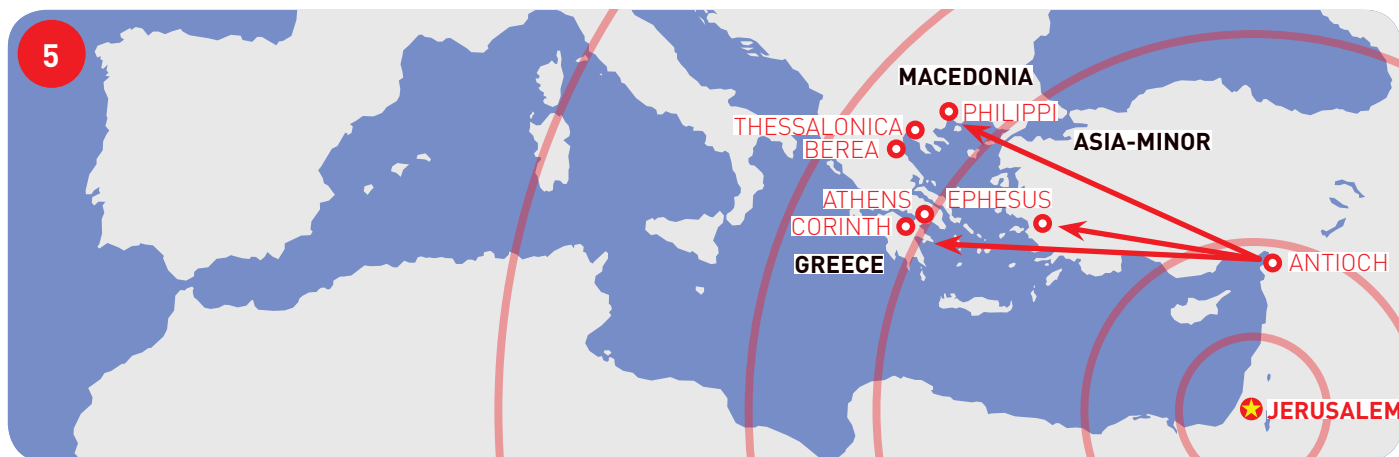 5
MACEDONIA
PHILIPPI
THESSALONICA
BEREA
ASIA-MINOR
ATHENS
EPHESUS
CORINTH
GREECE
ANTIOCH
JERUSALEM